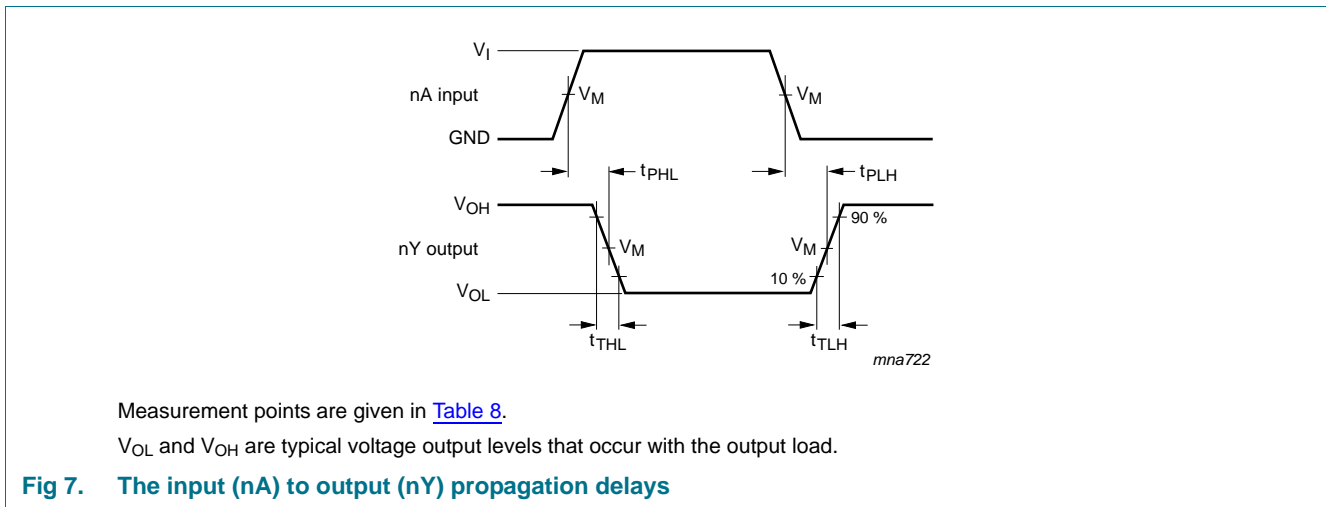 V_I
nA input
V_M
V_M
GND
t_PHL
t_PLH
V_OH
90 %
nY output
V_M
V_M
10 %
V_OL
t_THL
t_TLH
mna722
Measurement points are given in Table 8.
V_OL and V_OH are typical voltage output levels that occur with the output load.
Fig 7. The input (nA) to output (nY) propagation delays